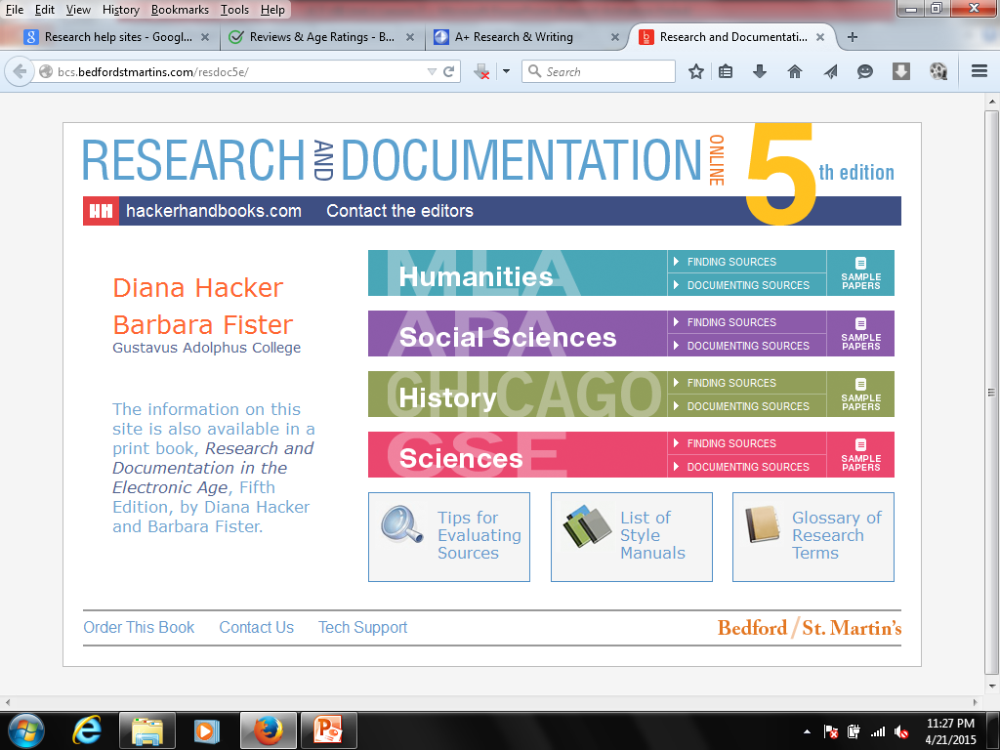 File Edit View History Bookmarks Tools Help
Research help sites - Googl...
Reviews & Age Ratings - B...
A+ Research & Writing
Research and Documentati...
bcs.bedfordstmartins.com/resdoc5e/
Search
RESEARCH AND DOCUMENTATION ONLINE 5th edition
HH hackerhandbooks.com Contact the editors
Diana Hacker
Barbara Fister
Gustavus Adolphus College
The information on this
site is also available in a
print book, Research and
Documentation in the
Electronic Age, Fifth
Edition, by Diana Hacker
and Barbara Fister.
MLA
Humanities
FINDING SOURCES
DOCUMENTING SOURCES
SAMPLE
PAPERS
APA
Social Sciences
FINDING SOURCES
DOCUMENTING SOURCES
SAMPLE
PAPERS
CHICAGO
History
FINDING SOURCES
DOCUMENTING SOURCES
SAMPLE
PAPERS
CSE
Sciences
FINDING SOURCES
DOCUMENTING SOURCES
SAMPLE
PAPERS
Tips for
Evaluating
Sources
List of
Style
Manuals
Glossary of
Research
Terms
Order This Book Contact Us Tech Support
Bedford/St. Martin's
11:27 PM
4/21/2015